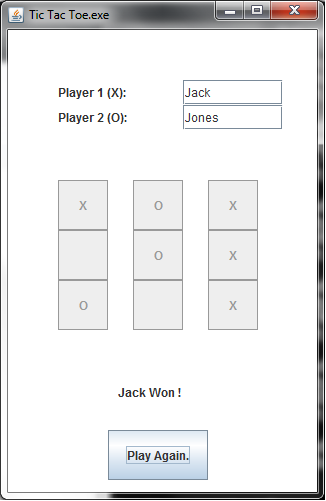 Tic Tac Toe.exe
Player 1 (X): Jack
Player 2 (O): Jones
X O X
O X
O X
Jack Won !
Play Again.